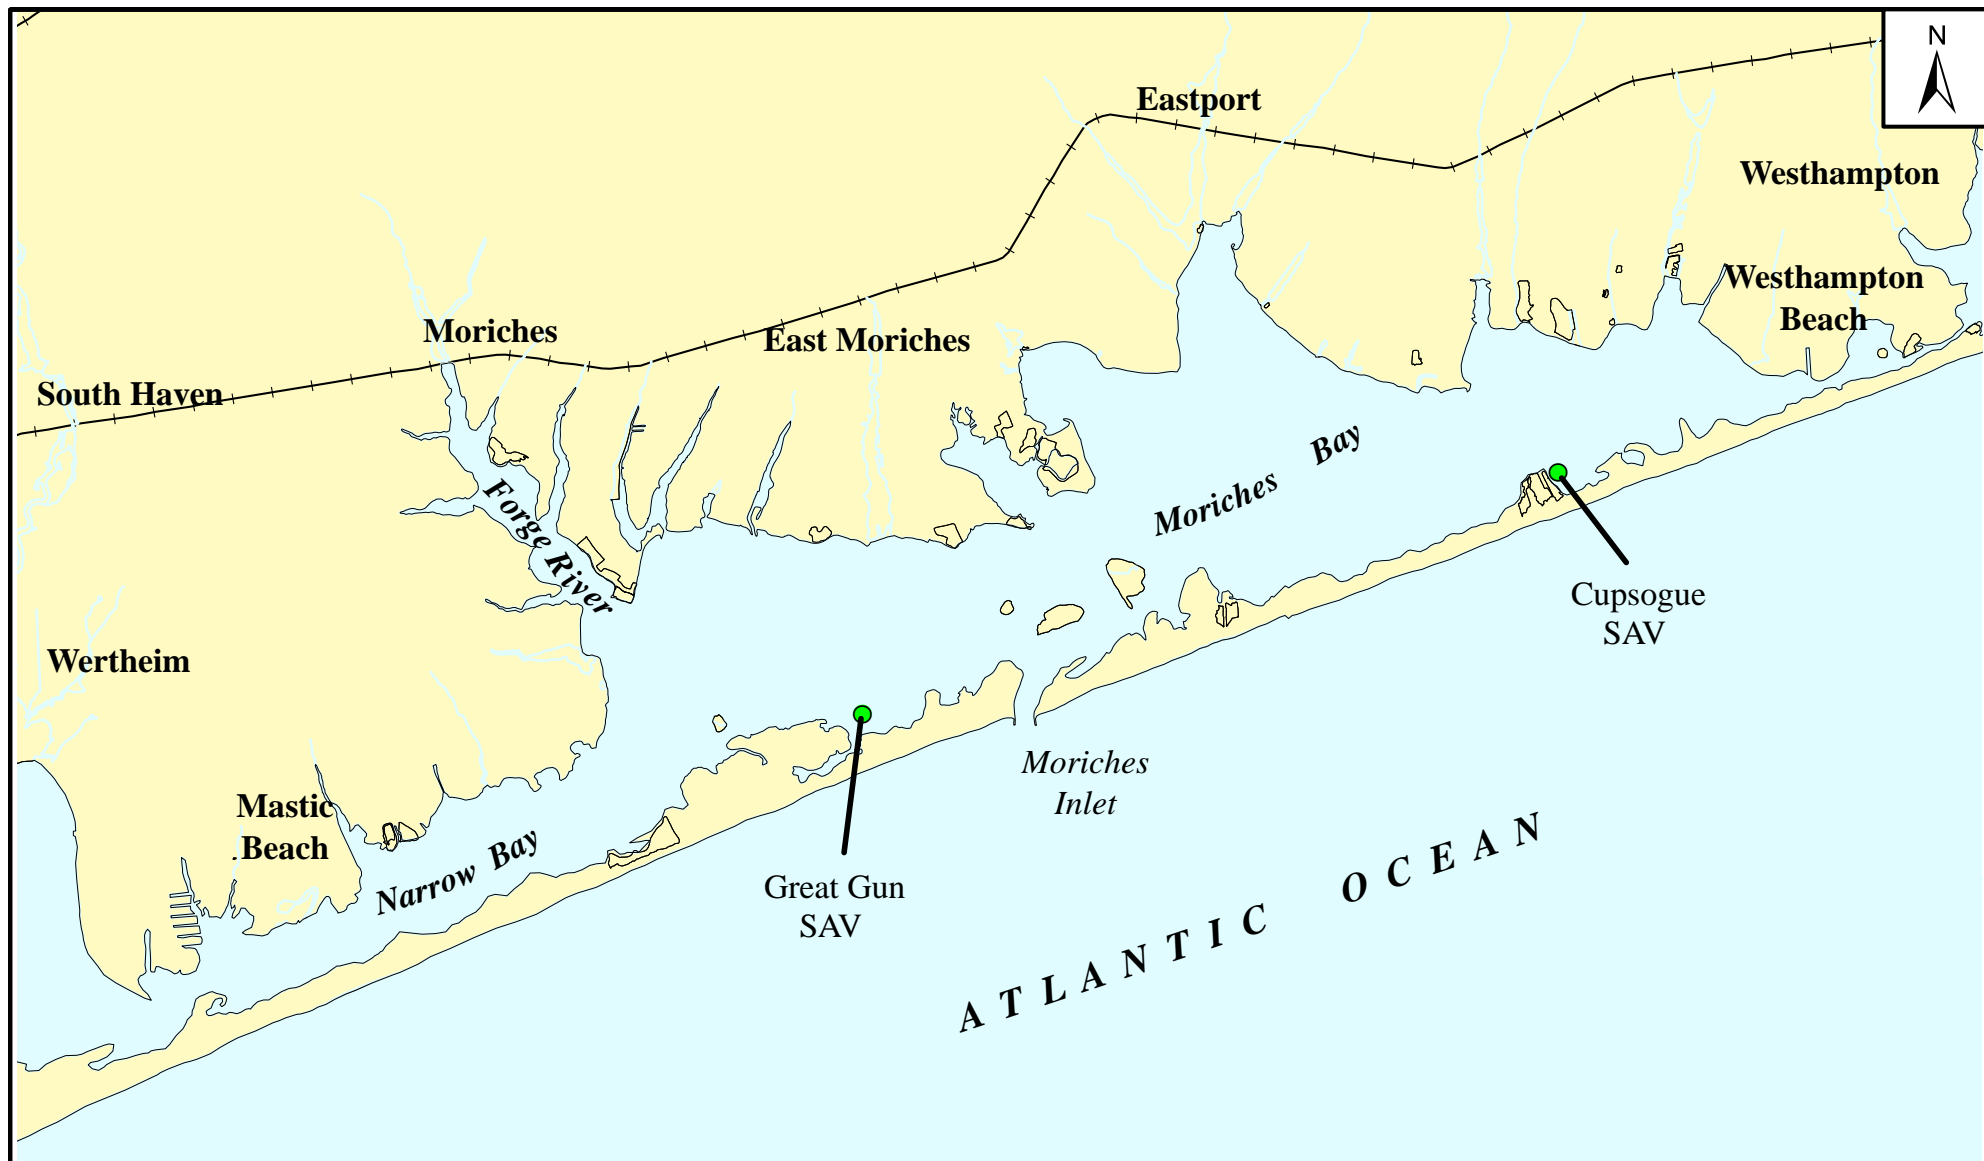 N
Eastport
Westhampton
Westhampton
Beach
Moriches
East Moriches
South Haven
Moriches Bay
Forge River
Cupsogue
SAV
Wertheim
Moriches
Inlet
Mastic
Beach
Narrow Bay
Great Gun
SAV
ATLANTIC OCEAN